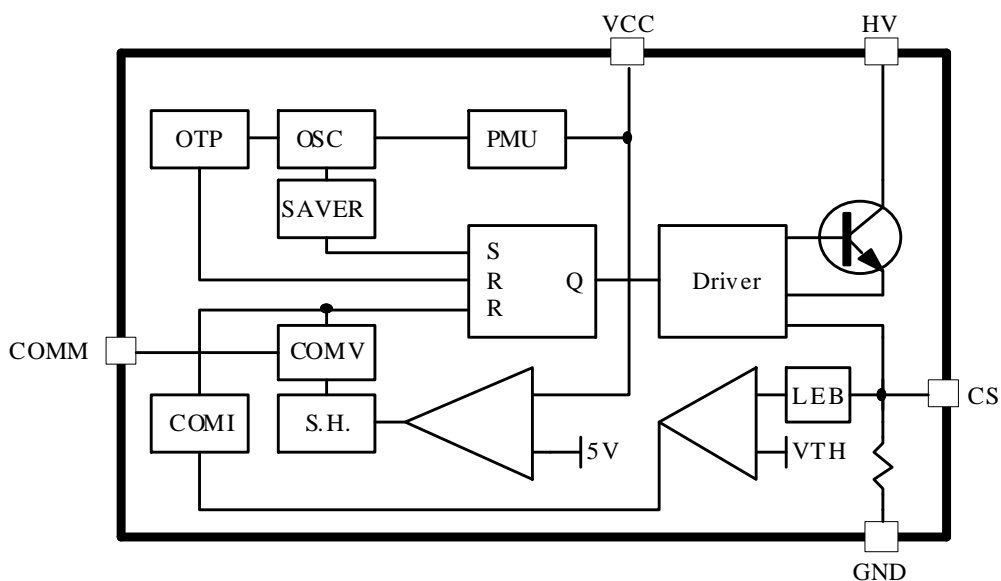 VCC
HV
OTP
OSC
PMU
SAVER
S
R
Q
Driver
R
COMM
COMV
LEB
CS
COMI
S.H.
5V
VTH
GND